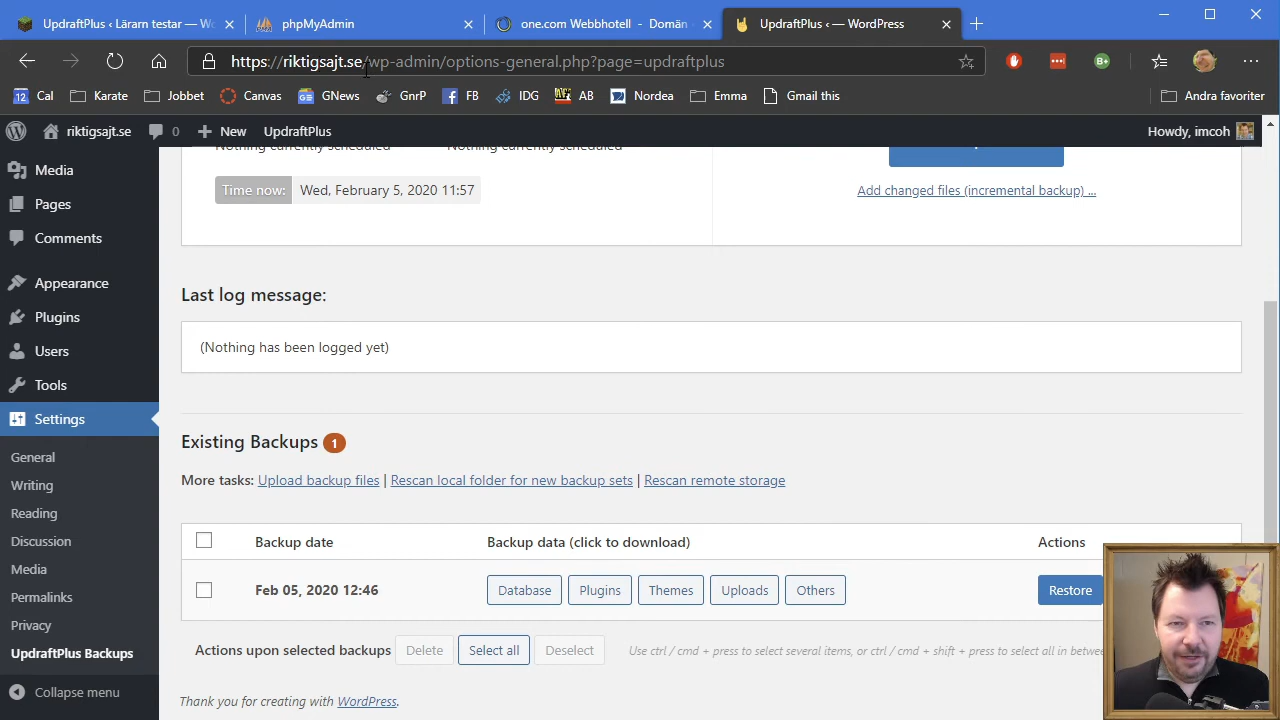 UpdraftPlus ‹ Lärarn testar — Wo
phpMyAdmin
one.com Webbhotell - Domän
UpdraftPlus ‹ — WordPress
https://riktigsajt.se/wp-admin/options-general.php?page=updraftplus
12 Cal
Karate
Jobbet
Canvas
GNews
GnrP
FB
IDG
AB
Nordea
Emma
Gmail this
Andra favoriter
riktigsajt.se
0
New
UpdraftPlus
Howdy, imcoh
Media
Pages
Comments
Appearance
Plugins
Users
Tools
Settings
General
Writing
Reading
Discussion
Media
Permalinks
Privacy
UpdraftPlus Backups
Collapse menu
Nothing currently scheduled
Nothing currently scheduled
Time now: Wed, February 5, 2020 11:57
Add changed files (incremental backup) ...
Last log message:
(Nothing has been logged yet)
Existing Backups 1
More tasks: Upload backup files | Rescan local folder for new backup sets | Rescan remote storage
Backup date
Backup data (click to download)
Actions
Feb 05, 2020 12:46
Database
Plugins
Themes
Uploads
Others
Restore
Actions upon selected backups
Delete
Select all
Deselect
Use ctrl / cmd + press to select several items, or ctrl / cmd + shift + press to select all in betwee
Thank you for creating with WordPress.